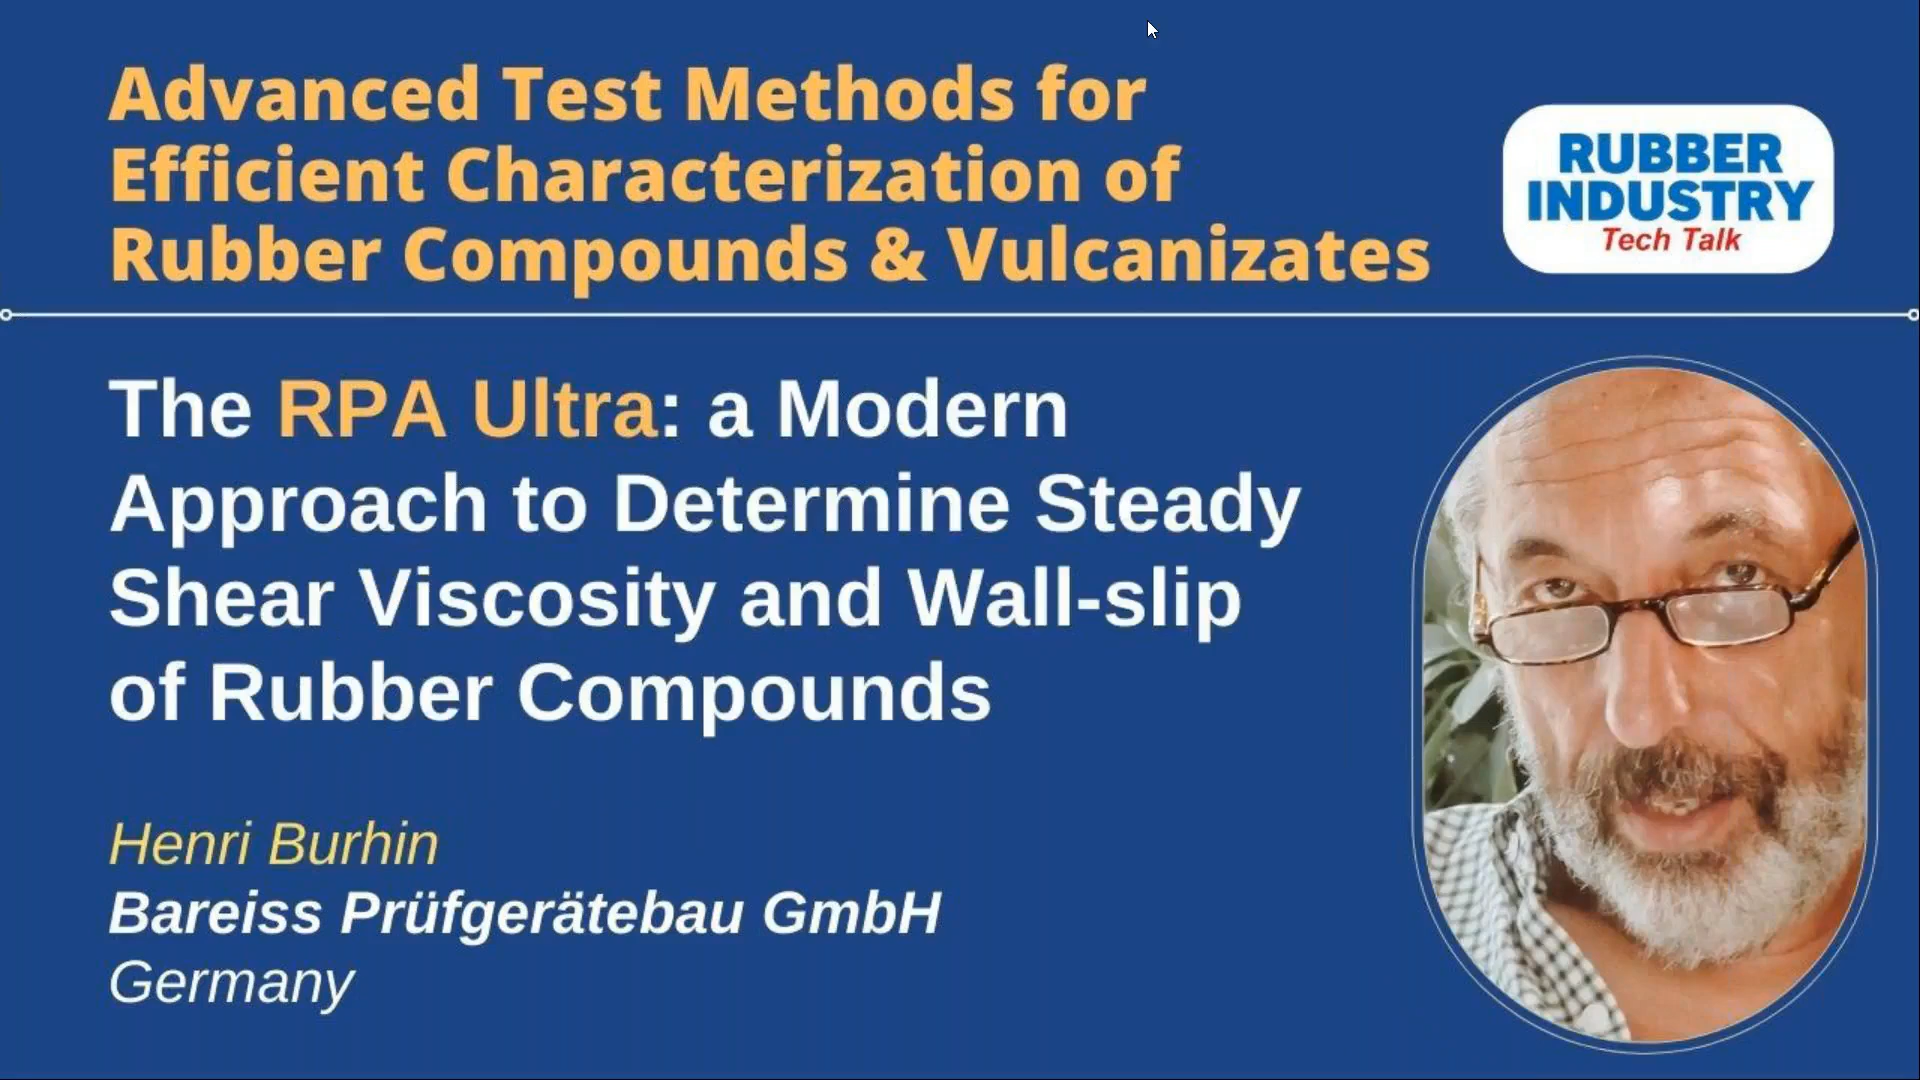 Advanced Test Methods for
Efficient Characterization of
Rubber Compounds & Vulcanizates
RUBBER
INDUSTRY
Tech Talk
The RPA Ultra: a Modern
Approach to Determine Steady
Shear Viscosity and Wall-slip
of Rubber Compounds
Henri Burhin
Bareiss Prüfgerätebau GmbH
Germany